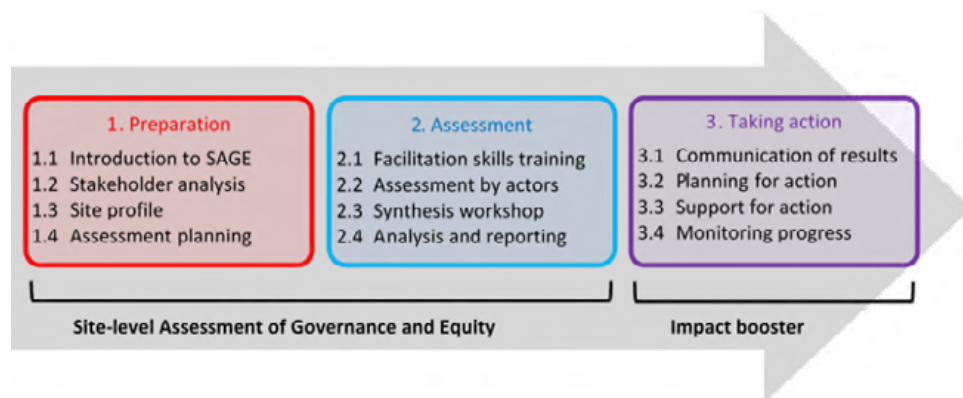 1. Preparation
1.1 Introduction to SAGE
1.2 Stakeholder analysis
1.3 Site profile
1.4 Assessment planning
2. Assessment
2.1 Facilitation skills training
2.2 Assessment by actors
2.3 Synthesis workshop
2.4 Analysis and reporting
3. Taking action
3.1 Communication of results
3.2 Planning for action
3.3 Support for action
3.4 Monitoring progress
Site-level Assessment of Governance and Equity
Impact booster